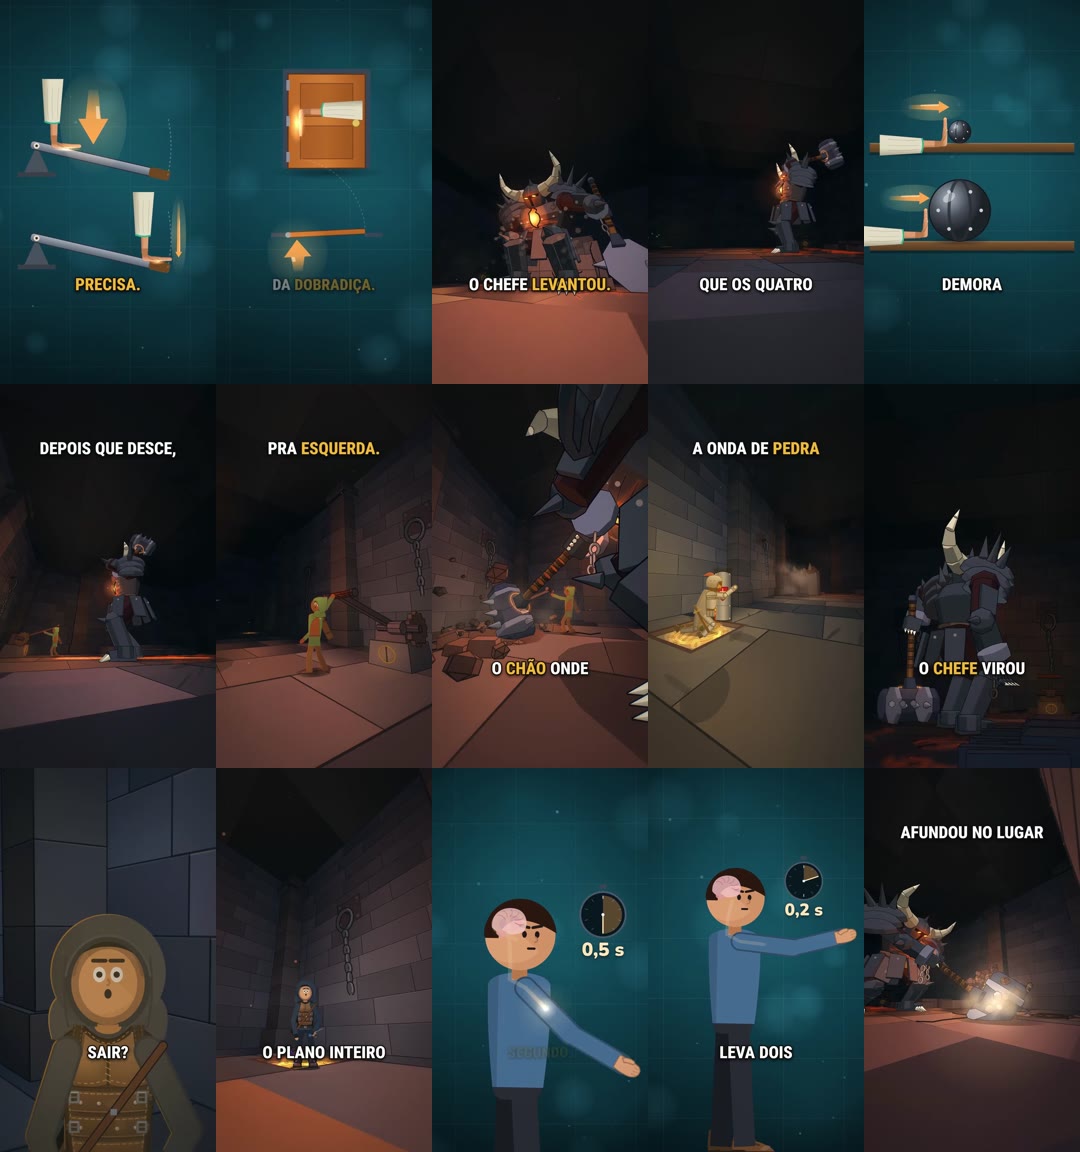 PRECISA.
DA DOBRADIÇA.
O CHEFE LEVANTOU.
QUE OS QUATRO
DEMORA
DEPOIS QUE DESCE,
PRA ESQUERDA.
O CHÃO ONDE
A ONDA DE PEDRA
O CHEFE VIROU
SAIR?
O PLANO INTEIRO
0,5 s
SEGUNDO
0,2 s
LEVA DOIS
AFUNDOU NO LUGAR